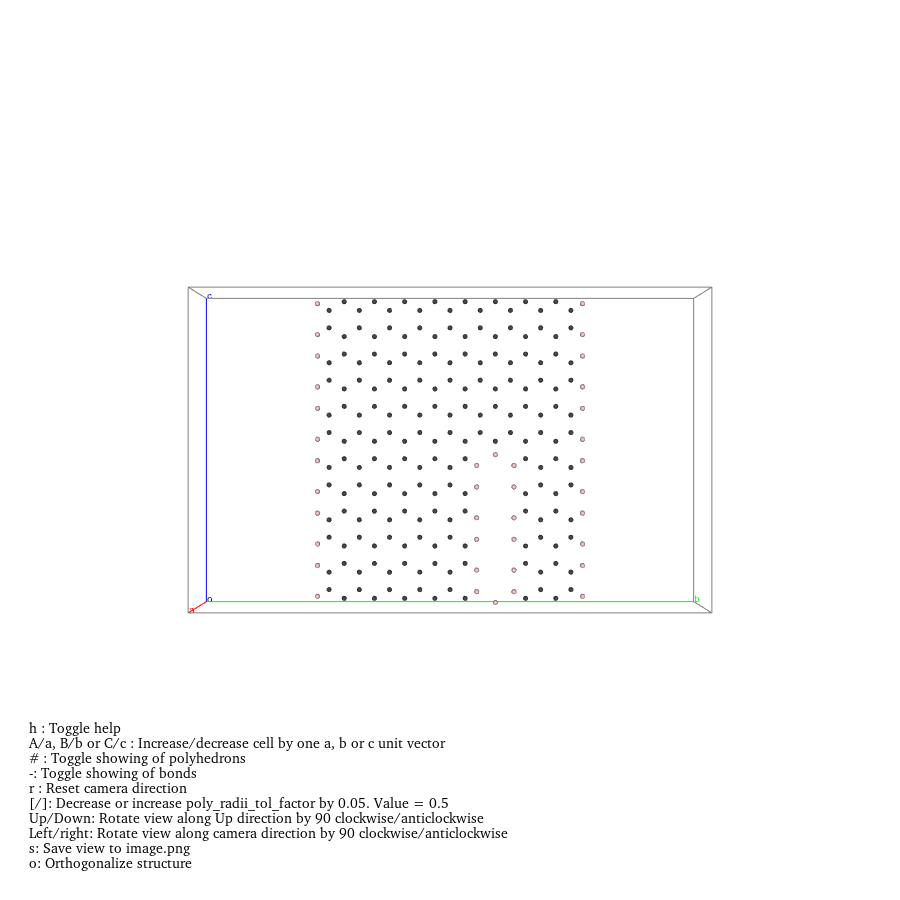 c
o
b
a
h : Toggle help
A/a, B/b or C/c : Increase/decrease cell by one a, b or c unit vector
# : Toggle showing of polyhedrons
-: Toggle showing of bonds
r : Reset camera direction
[/]: Decrease or increase poly_radii_tol_factor by 0.05. Value = 0.5
Up/Down: Rotate view along Up direction by 90 clockwise/anticlockwise
Left/right: Rotate view along camera direction by 90 clockwise/anticlockwise
s: Save view to image.png
o: Orthogonalize structure